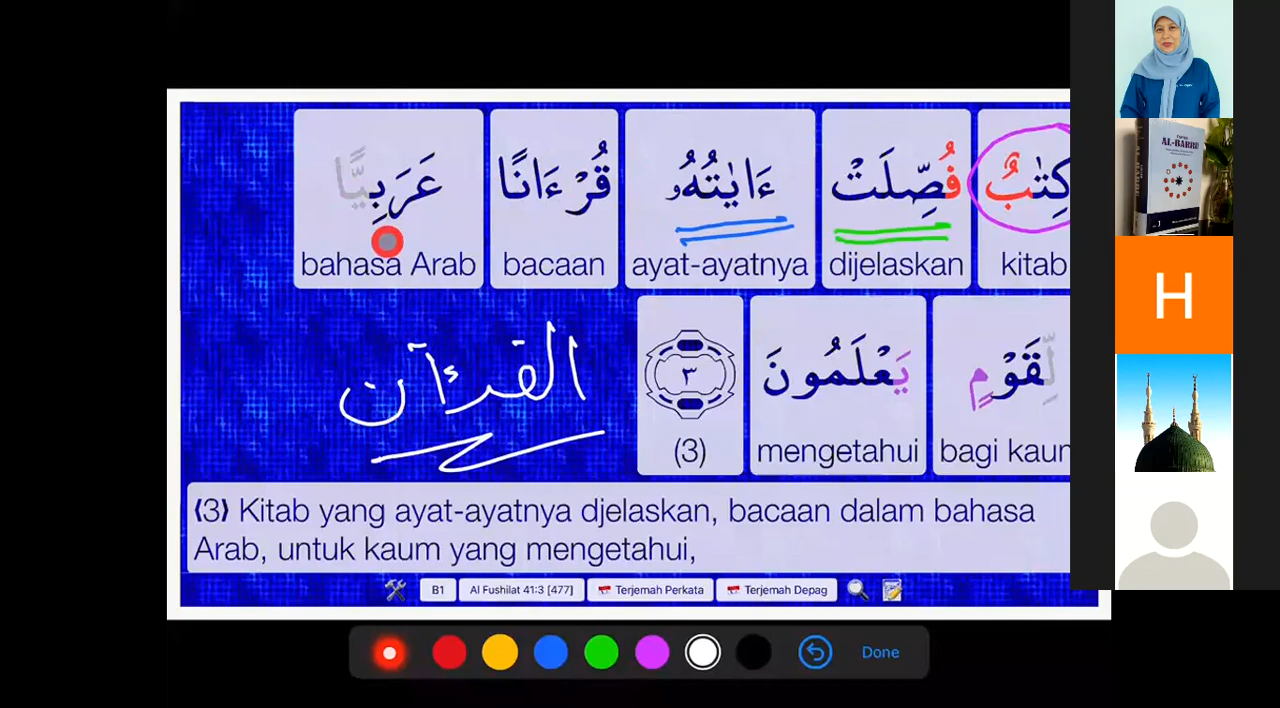 كِتَٰبٌ فُصِّلَتْ ءَايَٰتُهُۥ قُرْءَانًا عَرَبِيًّا
kitab dijelaskan ayat-ayatnya bacaan bahasa Arab
لِّقَوْمٍ يَعْلَمُونَ ٣
bagi kaum mengetahui (3)
القرآن
(3) Kitab yang ayat-ayatnya djelaskan, bacaan dalam bahasa
Arab, untuk kaum yang mengetahui,
B1 Al Fushilat 41:3 [477] Terjemah Perkata Terjemah Depag
Done
AL-BARRU
H